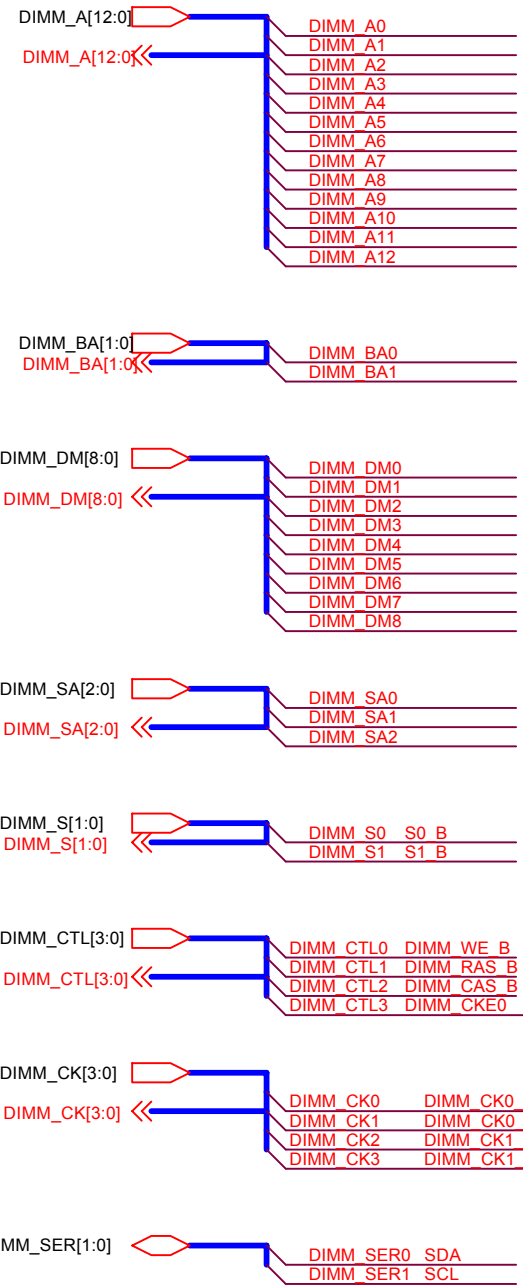 DIMM_A[12:0]
DIMM_A0
DIMM_A1
DIMM_A[12:0]
DIMM_A2
DIMM_A3
DIMM_A4
DIMM_A5
DIMM_A6
DIMM_A7
DIMM_A8
DIMM_A9
DIMM_A10
DIMM_A11
DIMM_A12
DIMM_BA[1:0]
DIMM_BA0
DIMM_BA[1:0]
DIMM_BA1
DIMM_DM[8:0]
DIMM_DM0
DIMM_DM1
DIMM_DM[8:0]
DIMM_DM2
DIMM_DM3
DIMM_DM4
DIMM_DM5
DIMM_DM6
DIMM_DM7
DIMM_DM8
DIMM_SA[2:0]
DIMM_SA0
DIMM_SA1
DIMM_SA[2:0]
DIMM_SA2
DIMM_S[1:0]
DIMM_S0 S0_B
DIMM_S[1:0]
DIMM_S1 S1_B
DIMM_CTL[3:0]
DIMM_CTL0 DIMM_WE_B
DIMM_CTL1 DIMM_RAS_B
DIMM_CTL[3:0]
DIMM_CTL2 DIMM_CAS_B
DIMM_CTL3 DIMM_CKE0
DIMM_CK[3:0]
DIMM_CK0 DIMM_CK0_
DIMM_CK[3:0]
DIMM_CK1 DIMM_CK0
DIMM_CK2 DIMM_CK1_
DIMM_CK3 DIMM_CK1_
MM_SER[1:0]
DIMM_SER0 SDA
DIMM_SER1 SCL